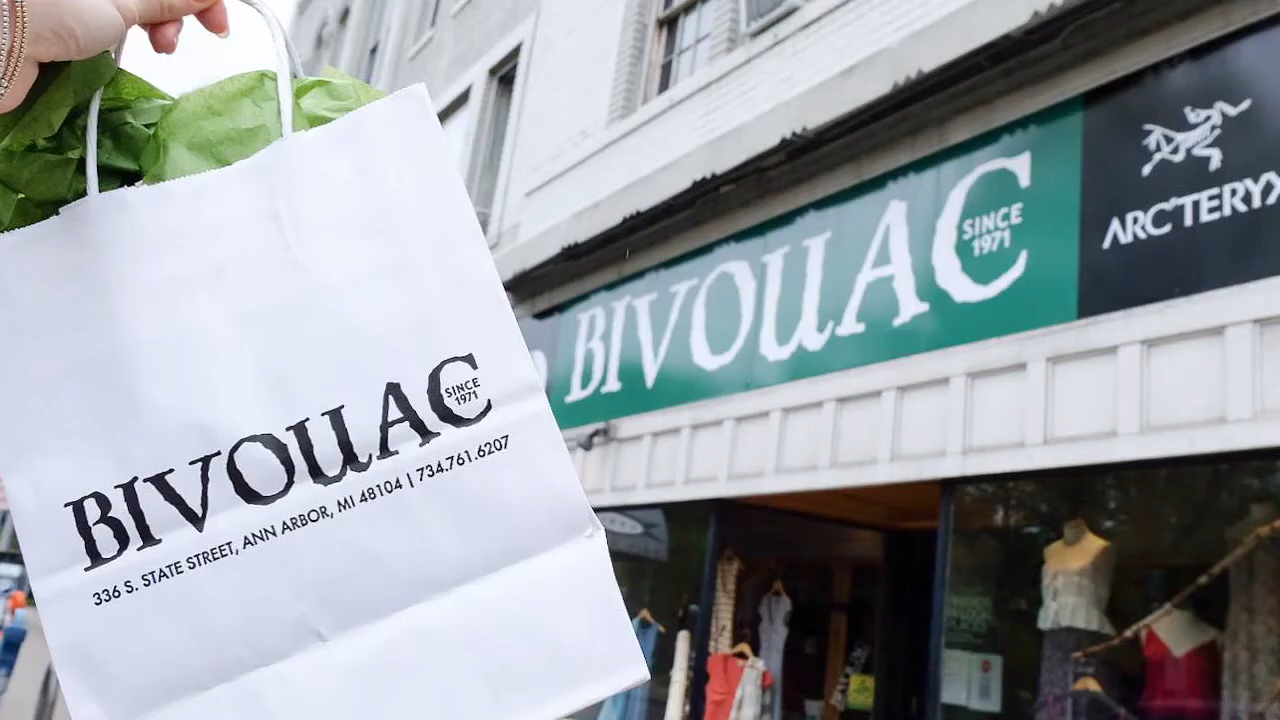 BIVOUAC
SINCE
1971
336 S. STATE STREET, ANN ARBOR, MI 48104 | 734.761.6207
BIVOUAC
SINCE
1971
ARC'TERYX